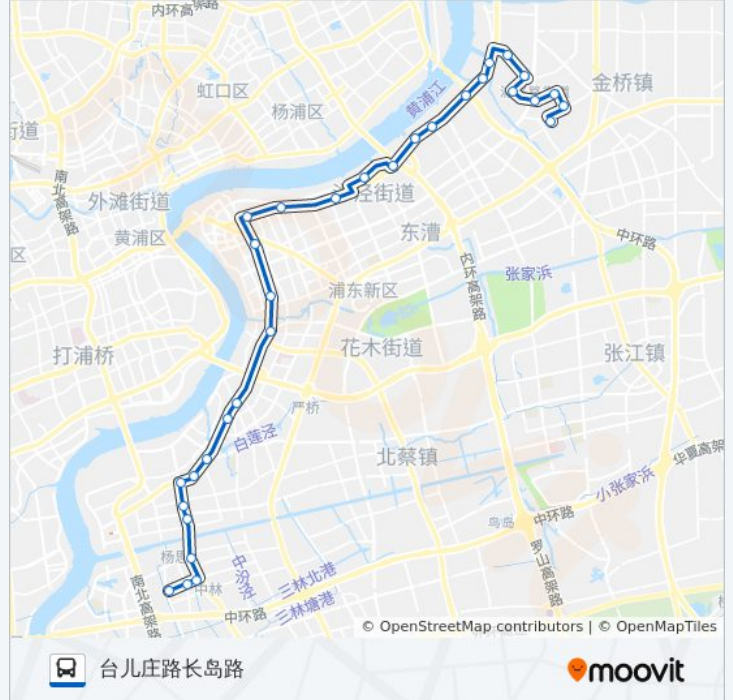 内环高架路
虹口区
金桥镇
杨浦区
黄浦江
街道
南北高架路
外滩街道
泾街道
黄浦区
东漕
中环路
区
内环高架路
张家浜
浦东新区
打浦桥
花木街道
张江镇
严桥
白莲泾
北蔡镇
华夏高架
小张家浜
鸟岛
中环路
罗山高架路
杨思
中汾泾
中林
三林北港
南北高架路
中环路
三林塘港
© OpenStreetMap contributors | © OpenMapTiles
台儿庄路长岛路
moovit